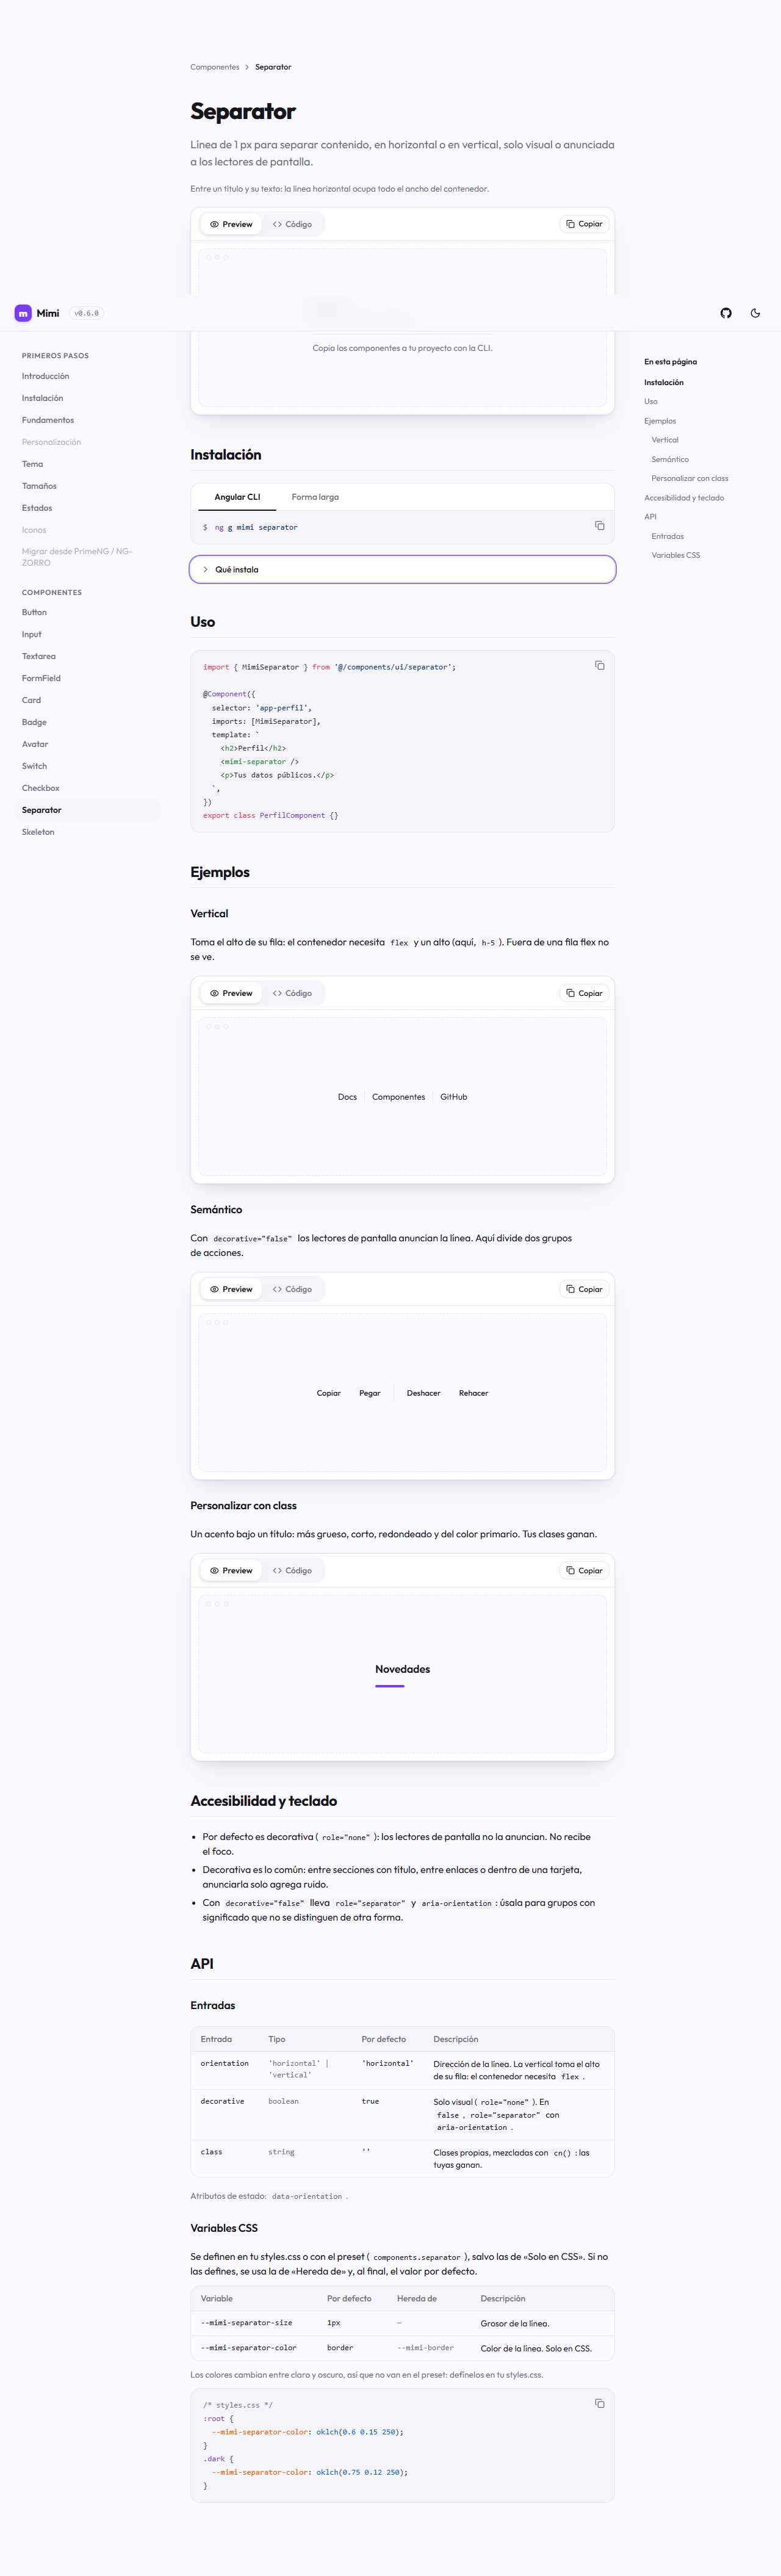 Componentes > Separator
Separator
Línea de 1 px para separar contenido, en horizontal o en vertical, solo visual o anunciada
a los lectores de pantalla.
Entre un título y su texto: la línea horizontal ocupa todo el ancho del contenedor.
Preview
Código
Copiar
m
Mimi
v0.6.0
Copia los componentes a tu proyecto con la CLI.
PRIMEROS PASOS
Introducción
Instalación
Fundamentos
Personalización
Tema
Tamaños
Estados
Iconos
Migrar desde PrimeNG / NG-
ZORRO
COMPONENTES
Button
Input
Textarea
FormField
Card
Badge
Avatar
Switch
Checkbox
Separator
Skeleton
En esta página
Instalación
Uso
Ejemplos
Vertical
Semántico
Personalizar con class
Accesibilidad y teclado
API
Entradas
Variables CSS
Instalación
Angular CLI
Forma larga
$ ng g mimi separator
Qué instala
Uso
import { MimiSeparator } from '@/components/ui/separator';
@Component({
selector: 'app-perfil',
imports: [MimiSeparator],
template: `
<h2>Perfil</h2>
<mimi-separator />
<p>Tus datos públicos.</p>
`,
})
export class PerfilComponent {}
Ejemplos
Vertical
Toma el alto de su fila: el contenedor necesita flex y un alto (aquí, h-5 ). Fuera de una fila flex no
se ve.
Preview
Código
Copiar
Docs
Componentes
GitHub
Semántico
Con decorative="false" los lectores de pantalla anuncian la línea. Aquí divide dos grupos
de acciones.
Preview
Código
Copiar
Copiar
Pegar
Deshacer
Rehacer
Personalizar con class
Un acento bajo un título: más grueso, corto, redondeado y del color primario. Tus clases ganan.
Preview
Código
Copiar
Novedades
Accesibilidad y teclado
• Por defecto es decorativa ( role="none" ): los lectores de pantalla no la anuncian. No recibe
el foco.
• Decorativa es lo común: entre secciones con título, entre enlaces o dentro de una tarjeta,
anunciarla solo agrega ruido.
• Con decorative="false" lleva role="separator" y aria-orientation : úsala para grupos con
significado que no se distinguen de otra forma.
API
Entradas
Entrada Tipo Por defecto Descripción
orientation 'horizontal' | 'horizontal' Dirección de la línea. La vertical toma el alto
'vertical' de su fila: el contenedor necesita flex .
decorative boolean true Solo visual ( role="none" ). En
false , role="separator" con
aria-orientation .
class string '' Clases propias, mezcladas con cn() : las
tuyas ganan.
Atributos de estado: data-orientation .
Variables CSS
Se definen en tu styles.css o con el preset ( components.separator ), salvo las de «Solo en CSS». Si no
las defines, se usa la de «Hereda de» y, al final, el valor por defecto.
Variable Por defecto Hereda de Descripción
--mimi-separator-size 1px — Grosor de la línea.
--mimi-separator-color border --mimi-border Color de la línea. Solo en CSS.
Los colores cambian entre claro y oscuro, así que no van en el preset: defínelos en tu styles.css.
/* styles.css */
:root {
--mimi-separator-color: oklch(0.6 0.15 250);
}
.dark {
--mimi-separator-color: oklch(0.75 0.12 250);
}